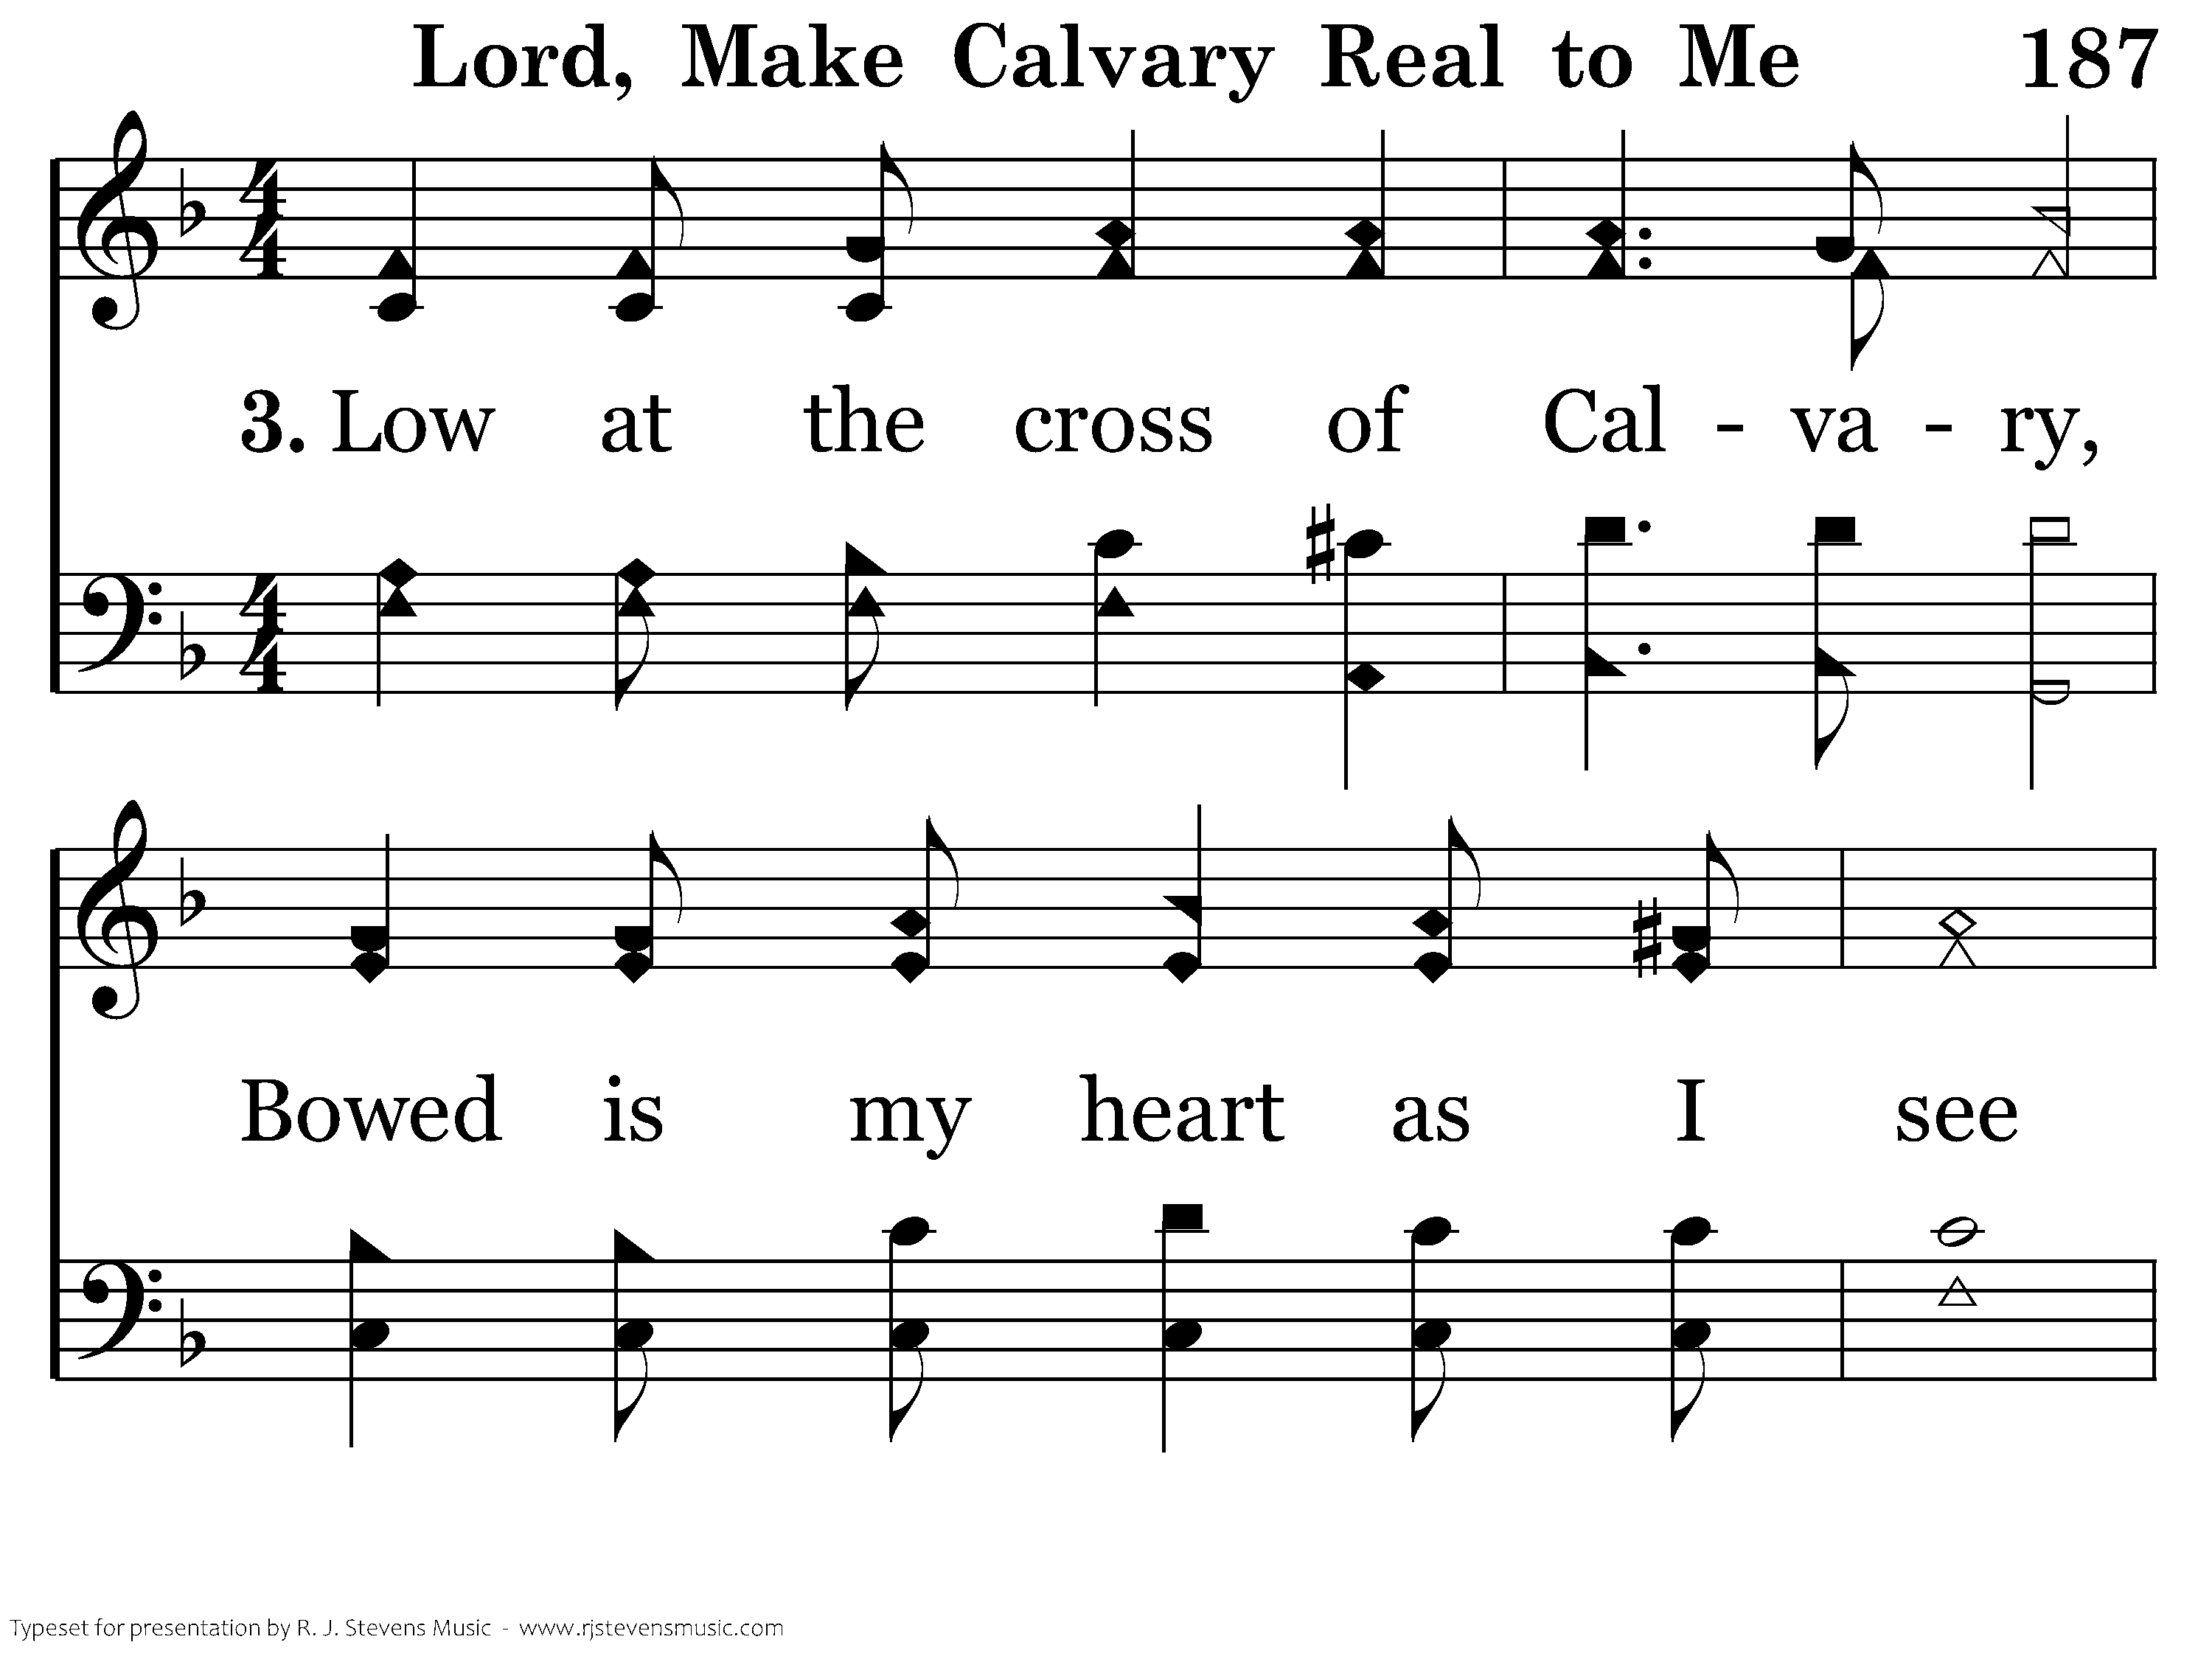 Lord, Make Calvary Real to Me 187
3. Low at the cross of Cal - va - ry,
Bowed is my heart as I see
Typeset for presentation by R. J. Stevens Music - www.rjstevensmusic.com